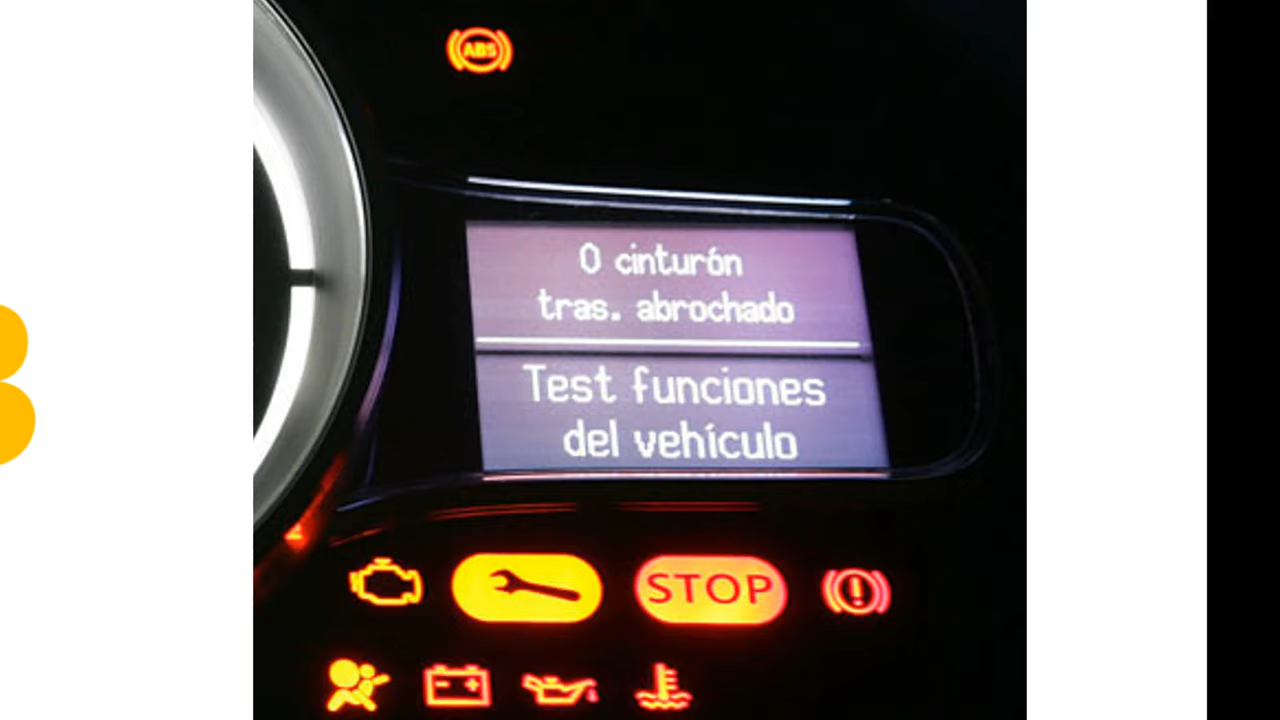 ABS
0 cinturón
tras. abrochado
Test funciones
del vehículo
STOP